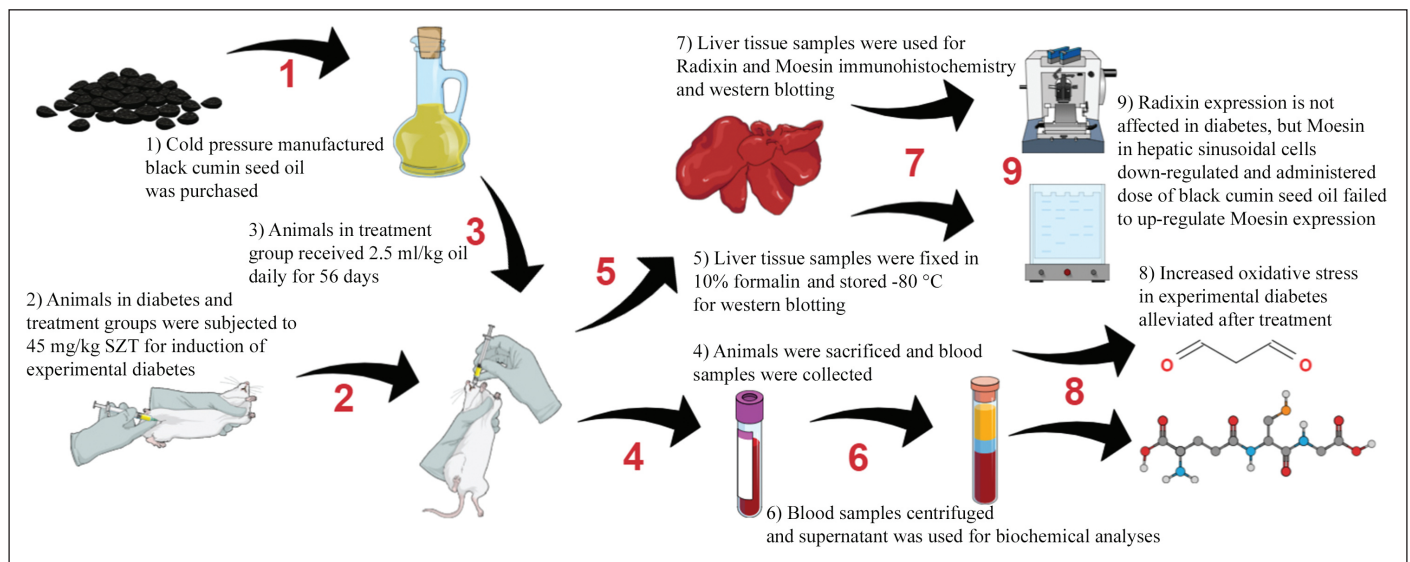 1
1) Cold pressure manufactured
black cumin seed oil
was purchased
2) Animals in diabetes and
treatment groups were subjected to
45 mg/kg SZT for induction of
experimental diabetes
2
3) Animals in treatment
group received 2.5 ml/kg oil
daily for 56 days
3
4
4) Animals were sacrificed and blood
samples were collected
5
5) Liver tissue samples were fixed in
10% formalin and stored -80 °C
for western blotting
6
6) Blood samples centrifuged
and supernatant was used for biochemical analyses
7) Liver tissue samples were used for
Radixin and Moesin immunohistochemistry
and western blotting
7
8
8) Increased oxidative stress
in experimental diabetes
alleviated after treatment
O O
9
9) Radixin expression is not
affected in diabetes, but Moesin
in hepatic sinusoidal cells
down-regulated and administered
dose of black cumin seed oil failed
to up-regulate Moesin expression